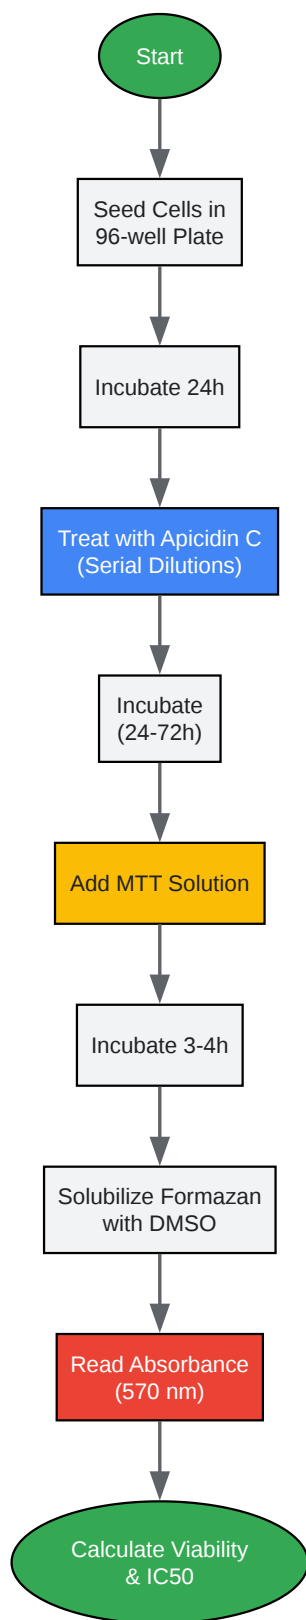 Start
Seed Cells in
96-well Plate
Incubate 24h
Treat with Apicidin C
(Serial Dilutions)
Incubate
(24-72h)
Add MTT Solution
Incubate 3-4h
Solubilize Formazan
with DMSO
Read Absorbance
(570 nm)
Calculate Viability
& IC50